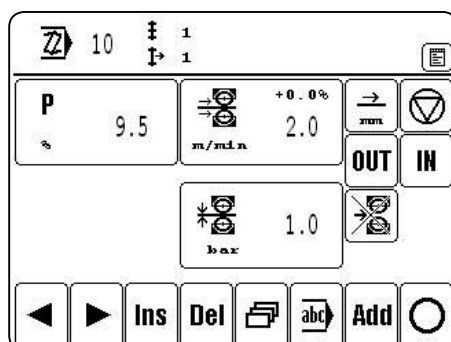 10 1
1
P +0.0%
% 9.5 m/min 2.0 mm
OUT IN
bar 1.0
Ins Del abc Add